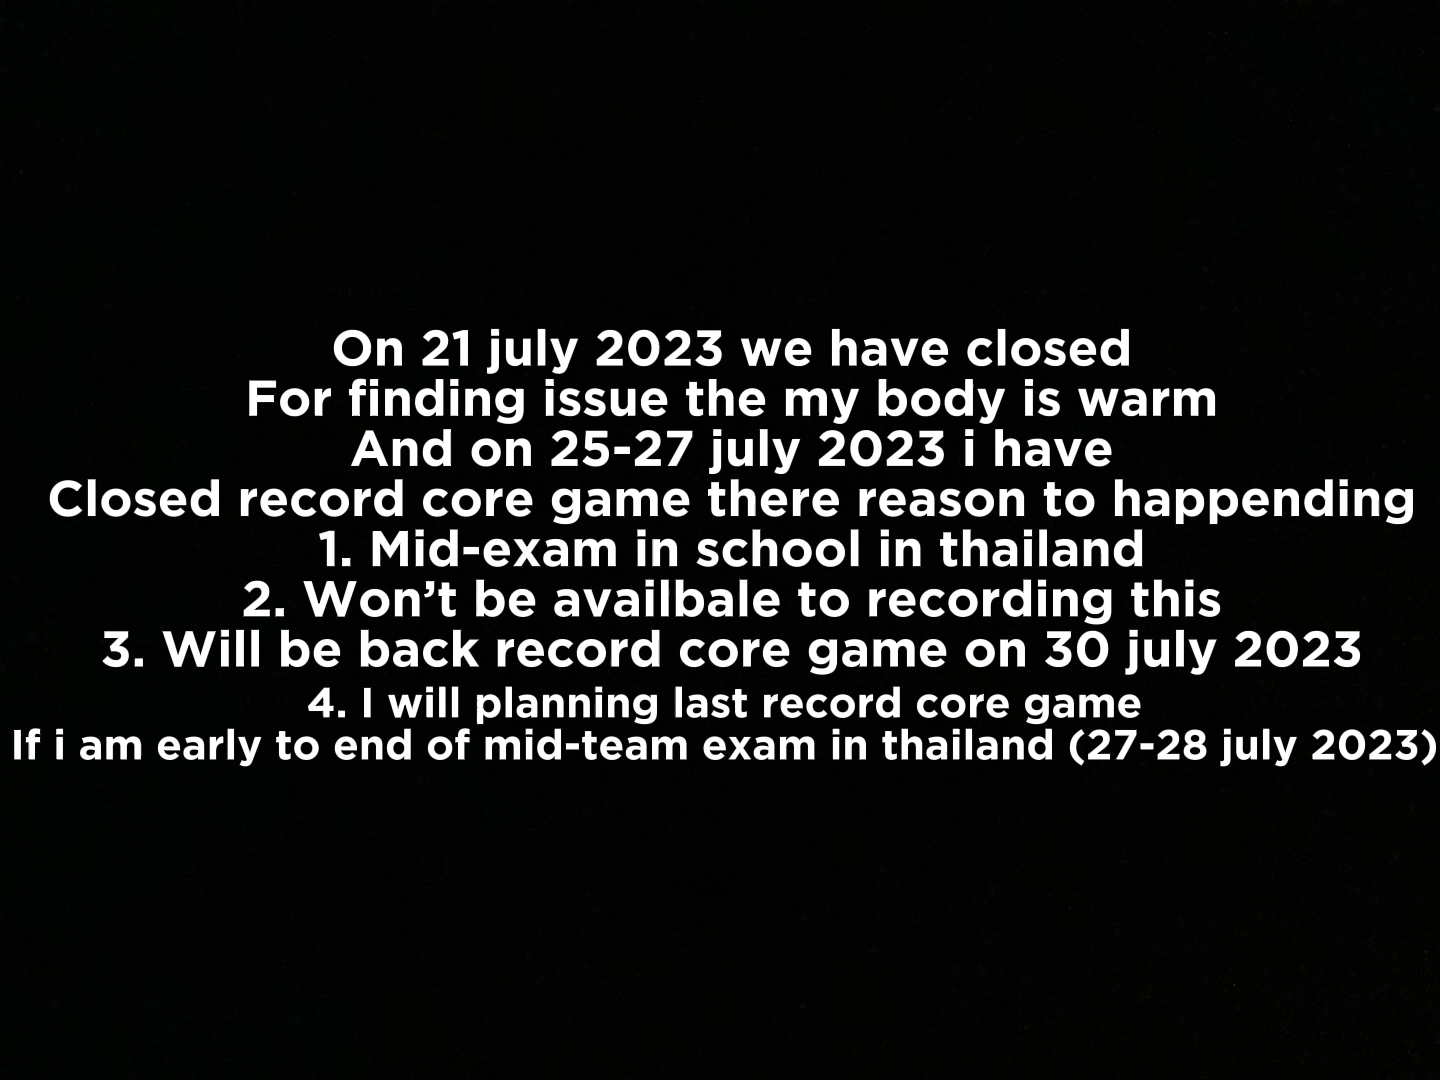 On 21 july 2023 we have closed
For finding issue the my body is warm
And on 25-27 july 2023 i have
Closed record core game there reason to happending
1. Mid-exam in school in thailand
2. Won’t be availbale to recording this
3. Will be back record core game on 30 july 2023
4. I will planning last record core game
If i am early to end of mid-team exam in thailand (27-28 july 2023)